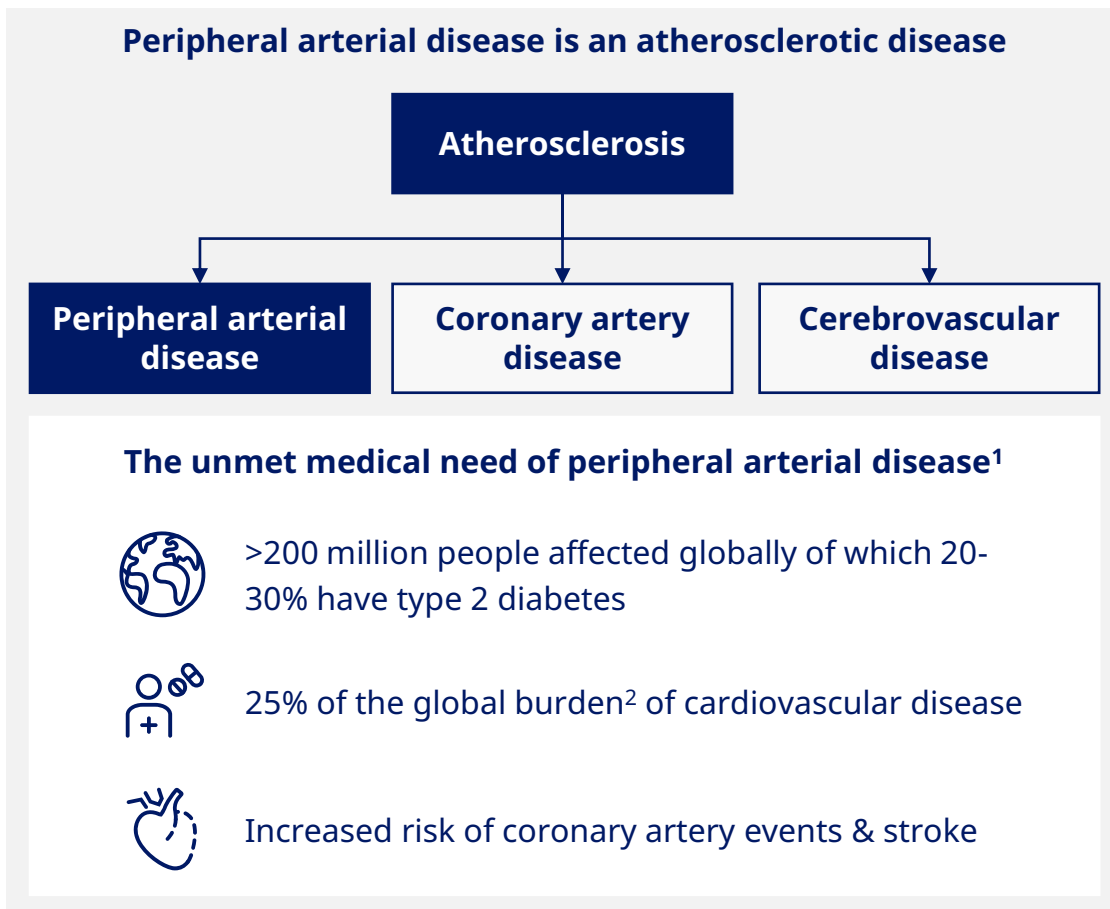 Peripheral arterial disease is an atherosclerotic disease
Atherosclerosis
Peripheral arterial
disease
Coronary artery
disease
Cerebrovascular
disease
The unmet medical need of peripheral arterial disease¹
>200 million people affected globally of which 20-
30% have type 2 diabetes
25% of the global burden² of cardiovascular disease
Increased risk of coronary artery events & stroke